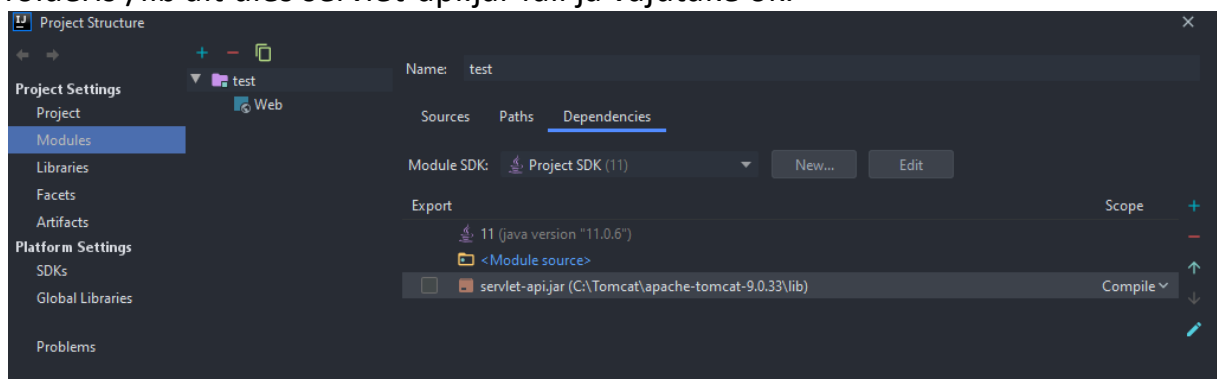 Project Structure
Project Settings
Project
Modules
Libraries
Facets
Artifacts
Platform Settings
SDKs
Global Libraries
Problems
test
Web
Name: test
Sources Paths Dependencies
Module SDK: Project SDK (11) New... Edit
Export Scope
11 (java version "11.0.6")
<Module source>
servlet-api.jar (C:\Tomcat\apache-tomcat-9.0.33\lib) Compile